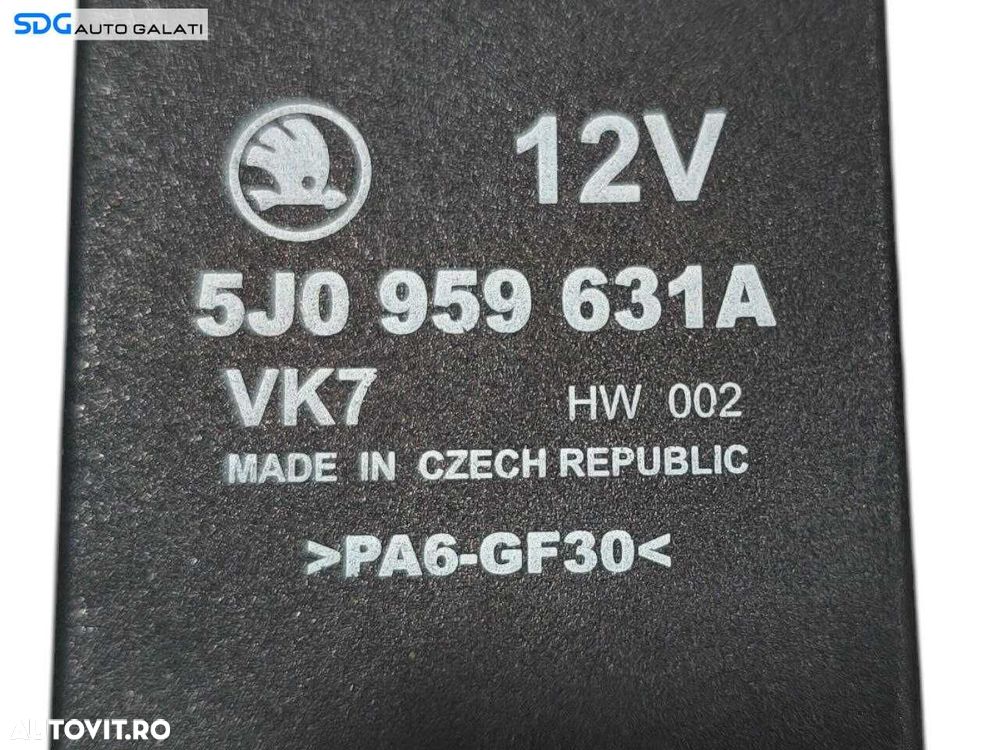 SDG AUTO GALATI
12V
5J0 959 631A
VK7 HW 002
MADE IN CZECH REPUBLIC
>PA6-GF30<
AUTOVIT.RO